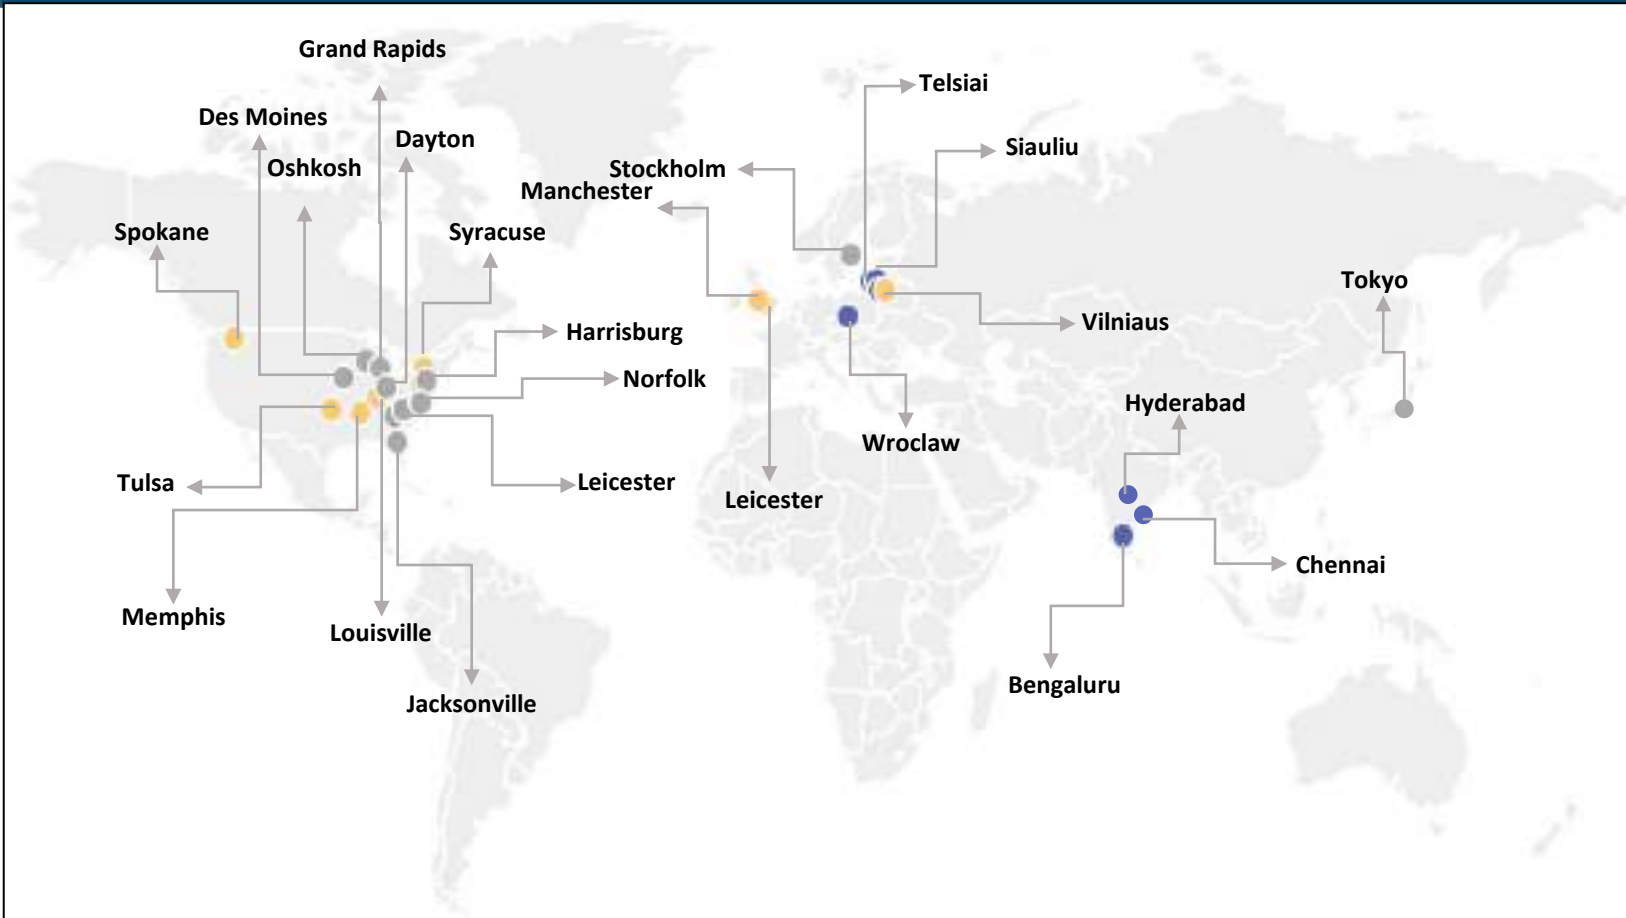 Grand Rapids
Telsiai
Des Moines
Dayton
Siauliu
Oshkosh
Stockholm
Manchester
Spokane
Syracuse
Tokyo
Harrisburg
Vilniaus
Norfolk
Hyderabad
Wroclaw
Tulsa
Leicester
Leicester
Chennai
Memphis
Louisville
Bengaluru
Jacksonville